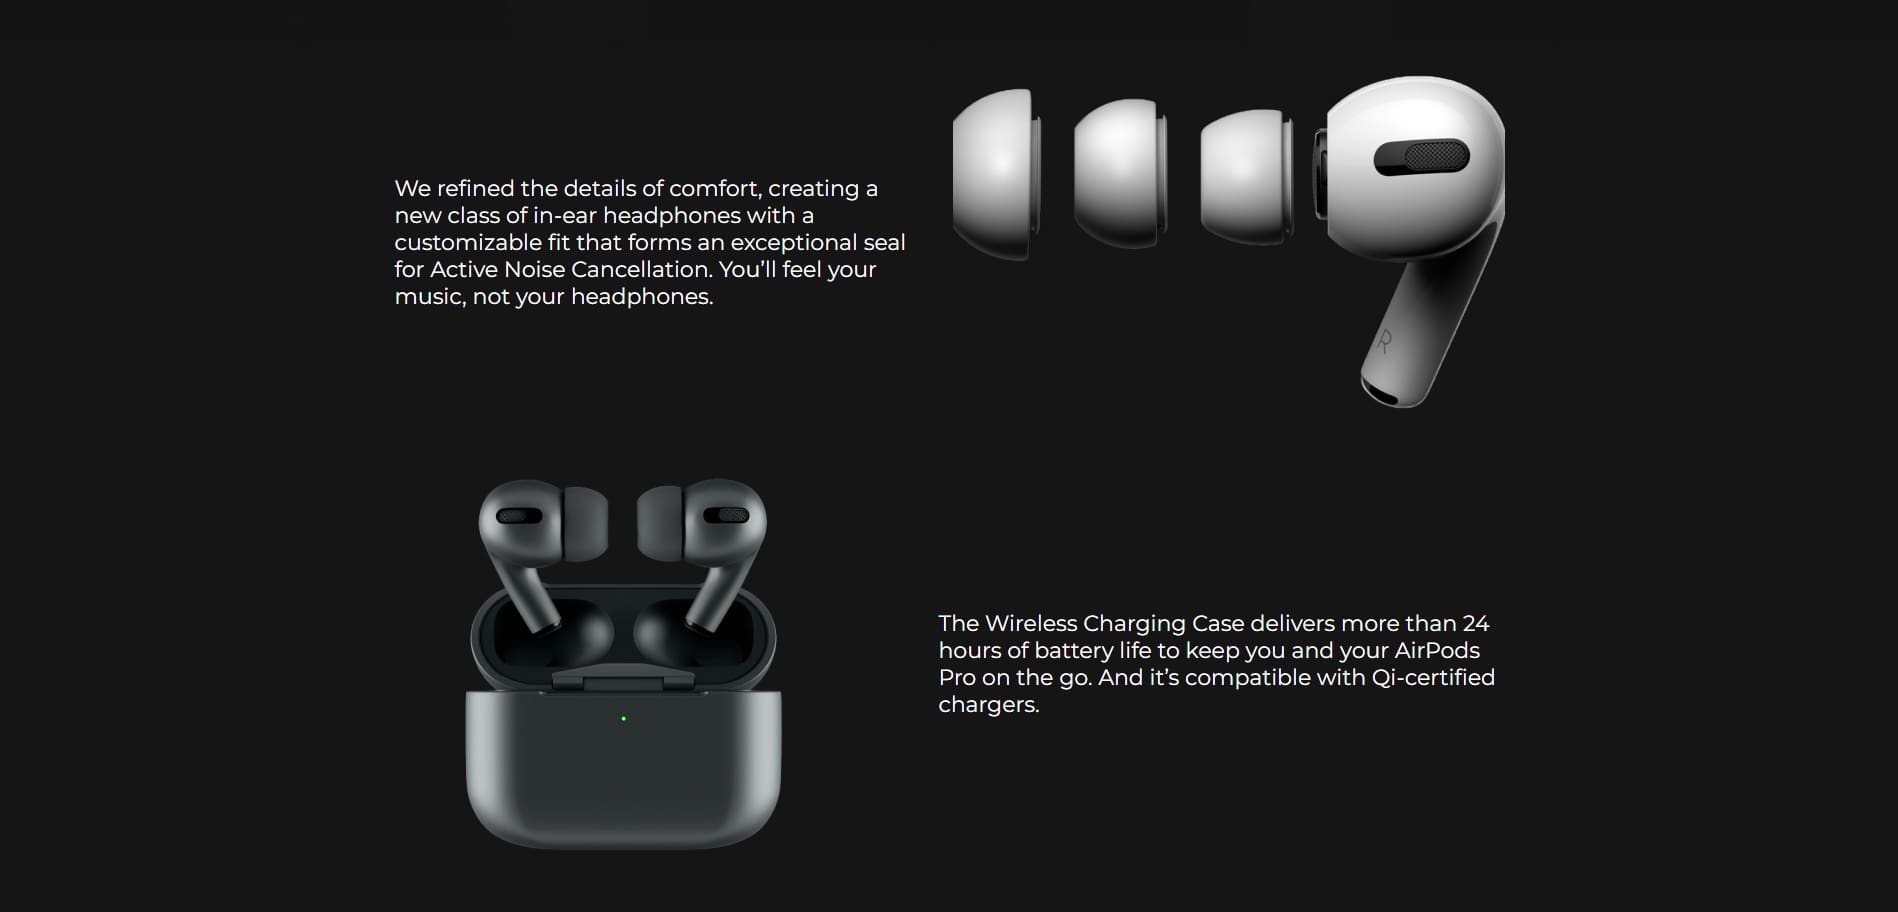 We refined the details of comfort, creating a
new class of in-ear headphones with a
customizable fit that forms an exceptional seal
for Active Noise Cancellation. You’ll feel your
music, not your headphones.
R
The Wireless Charging Case delivers more than 24
hours of battery life to keep you and your AirPods
Pro on the go. And it’s compatible with Qi-certified
chargers.